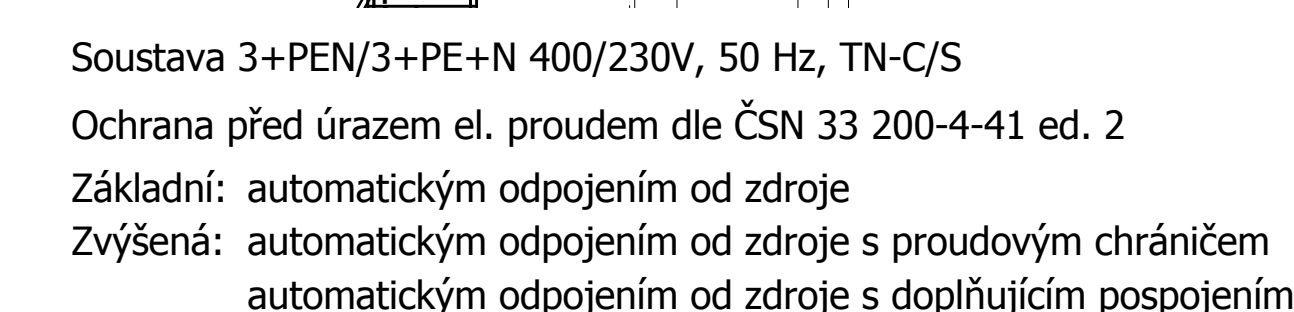 Soustava 3+PEN/3+PE+N 400/230V, 50 Hz, TN-C/S
Ochrana před úrazem el. proudem dle ČSN 33 200-4-41 ed. 2
Základní: automatickým odpojením od zdroje
Zvýšená: automatickým odpojením od zdroje s proudovým chráničem
automatickým odpojením od zdroje s doplňujícím pospojením